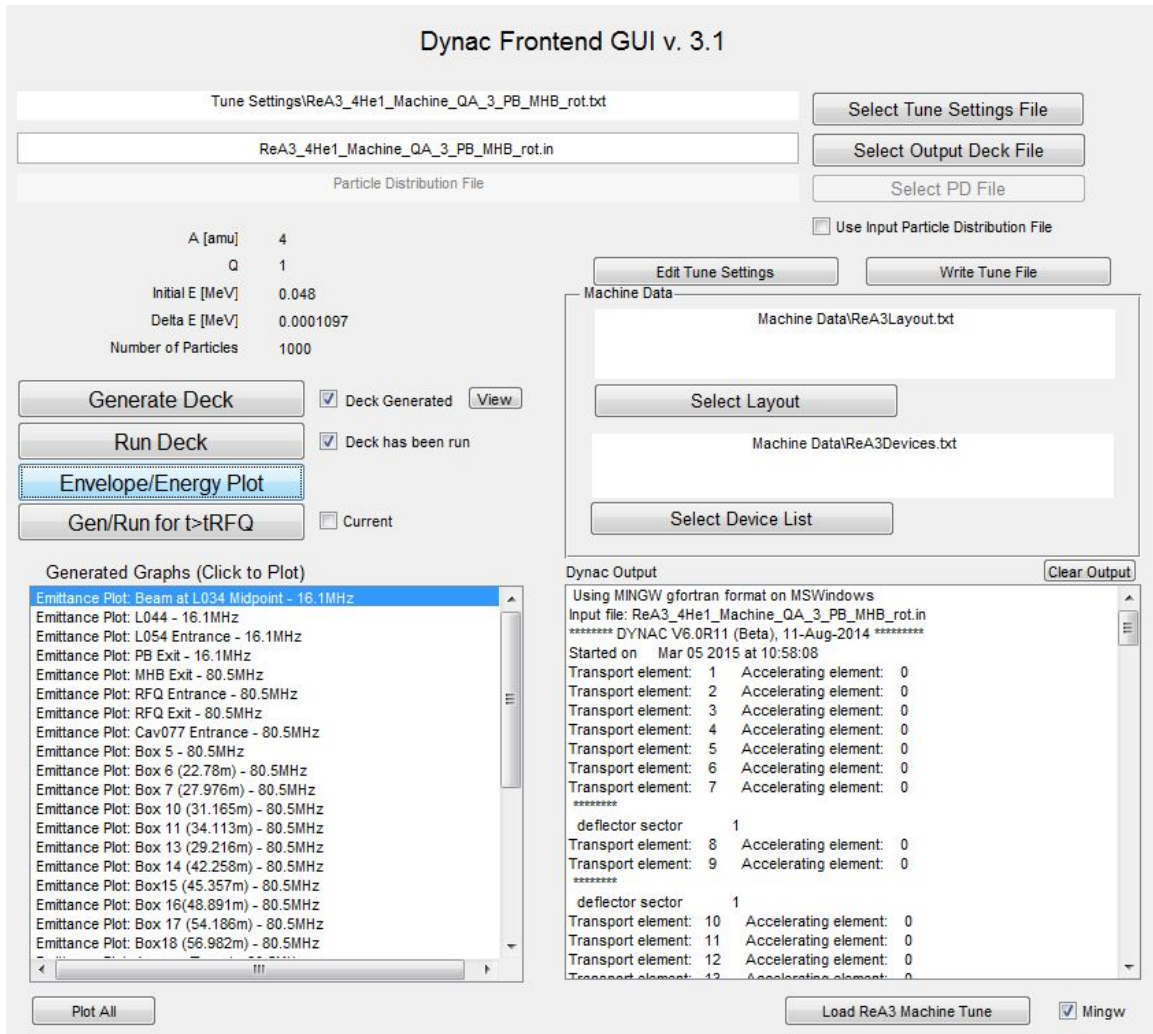 Dynac Frontend GUI v. 3.1
Tune Settings\ReA3_4He1_Machine_QA_3_PB_MHB_rot.txt
Select Tune Settings File
ReA3_4He1_Machine_QA_3_PB_MHB_rot.in
Select Output Deck File
Particle Distribution File
Select PD File
Use Input Particle Distribution File
A [amu] 4
Q 1
Initial E [MeV] 0.048
Delta E [MeV] 0.0001097
Number of Particles 1000
Edit Tune Settings
Write Tune File
Machine Data
Machine Data\ReA3Layout.txt
Select Layout
Machine Data\ReA3Devices.txt
Select Device List
Generate Deck
Deck Generated
View
Run Deck
Deck has been run
Envelope/Energy Plot
Gen/Run for t>tRFQ
Current
Generated Graphs (Click to Plot)
Emittance Plot: Beam at L034 Midpoint - 16.1MHz
Emittance Plot: L044 - 16.1MHz
Emittance Plot: L054 Entrance - 16.1MHz
Emittance Plot: PB Exit - 16.1MHz
Emittance Plot: MHB Exit - 80.5MHz
Emittance Plot: RFQ Entrance - 80.5MHz
Emittance Plot: RFQ Exit - 80.5MHz
Emittance Plot: Cav077 Entrance - 80.5MHz
Emittance Plot: Box 5 - 80.5MHz
Emittance Plot: Box 6 (22.78m) - 80.5MHz
Emittance Plot: Box 7 (27.976m) - 80.5MHz
Emittance Plot: Box 10 (31.165m) - 80.5MHz
Emittance Plot: Box 11 (34.113m) - 80.5MHz
Emittance Plot: Box 13 (29.216m) - 80.5MHz
Emittance Plot: Box 14 (42.258m) - 80.5MHz
Emittance Plot: Box15 (45.357m) - 80.5MHz
Emittance Plot: Box 16(48.891m) - 80.5MHz
Emittance Plot: Box 17 (54.186m) - 80.5MHz
Emittance Plot: Box18 (56.982m) - 80.5MHz
Plot All
Dynac Output
Clear Output
Using MINGW gfortran format on MSWindows
Input file: ReA3_4He1_Machine_QA_3_PB_MHB_rot.in
******** DYNAC V6.0R11 (Beta), 11-Aug-2014 *********
Started on Mar 05 2015 at 10:58:08
Transport element: 1 Accelerating element: 0
Transport element: 2 Accelerating element: 0
Transport element: 3 Accelerating element: 0
Transport element: 4 Accelerating element: 0
Transport element: 5 Accelerating element: 0
Transport element: 6 Accelerating element: 0
Transport element: 7 Accelerating element: 0
********
deflector sector 1
Transport element: 8 Accelerating element: 0
Transport element: 9 Accelerating element: 0
********
deflector sector 1
Transport element: 10 Accelerating element: 0
Transport element: 11 Accelerating element: 0
Transport element: 12 Accelerating element: 0
Transport element: 13 Accelerating element: 0
Load ReA3 Machine Tune
Mingw